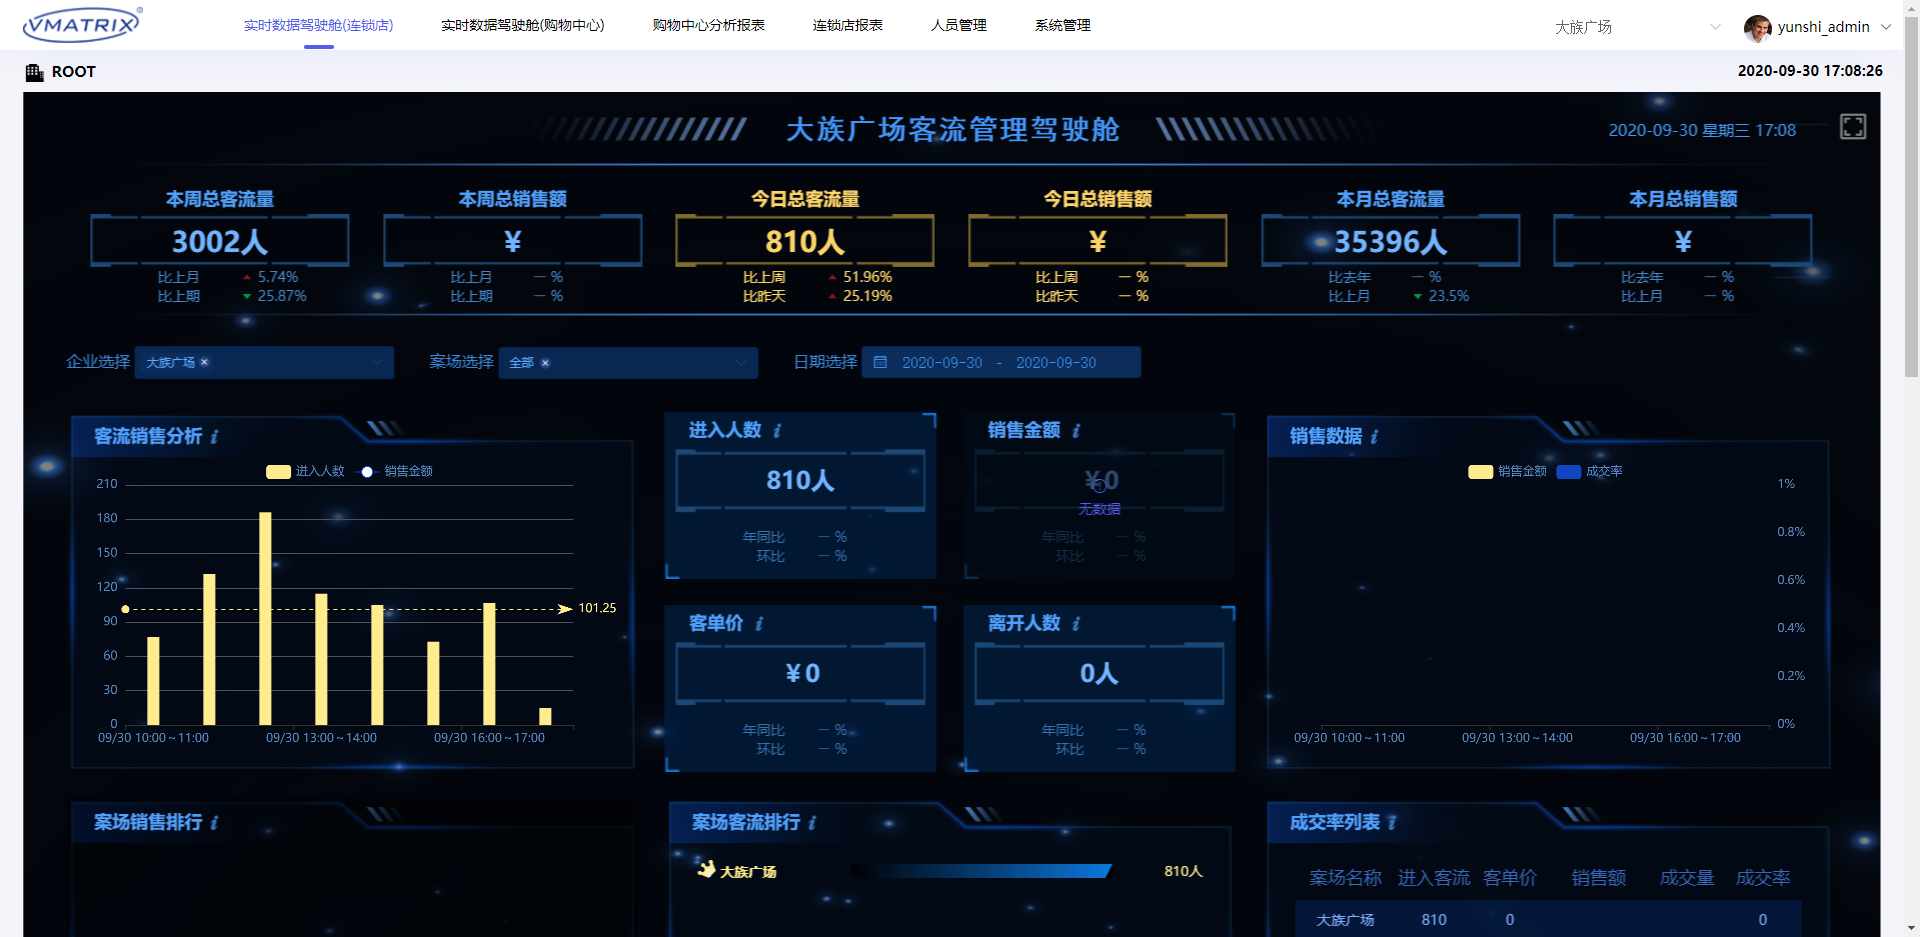 VMATRIX®
实时数据驾驶舱(连锁店) 实时数据驾驶舱(购物中心) 购物中心分析报表 连锁店报表 人员管理 系统管理 大族广场 yunshi_admin
ROOT 2020-09-30 17:08:26
大族广场客流管理驾驶舱 2020-09-30 星期三 17:08
本周总客流量 本周总销售额 今日总客流量 今日总销售额 本月总客流量 本月总销售额
3002人 ¥ 810人 ¥ 35396人 ¥
比上月 5.74% 比上月 — % 比上周 51.96% 比上周 — % 比去年 — % 比去年 — %
比上期 25.87% 比上期 — % 比昨天 25.19% 比昨天 — % 比上月 23.5% 比上月 — %
企业选择 大族广场 × 案场选择 全部 × 日期选择 2020-09-30 - 2020-09-30
客流销售分析 i
进入人数 销售金额
210
180
150
120
101.25
90
60
30
0
09/30 10:00～11:00 09/30 13:00～14:00 09/30 16:00～17:00
进入人数 i
810人
年同比 — %
环比 — %
销售金额 i
¥0
无数据
年同比 — %
环比 — %
客单价 i
¥0
年同比 — %
环比 — %
离开人数 i
0人
年同比 — %
环比 — %
销售数据 i
销售金额 成交率
1%
0.8%
0.6%
0.4%
0.2%
0%
09/30 10:00～11:00 09/30 13:00～14:00 09/30 16:00～17:00
案场销售排行 i
案场客流排行 i
大族广场 810人
成交率列表 i
案场名称 进入客流 客单价 销售额 成交量 成交率
大族广场 810 0 0